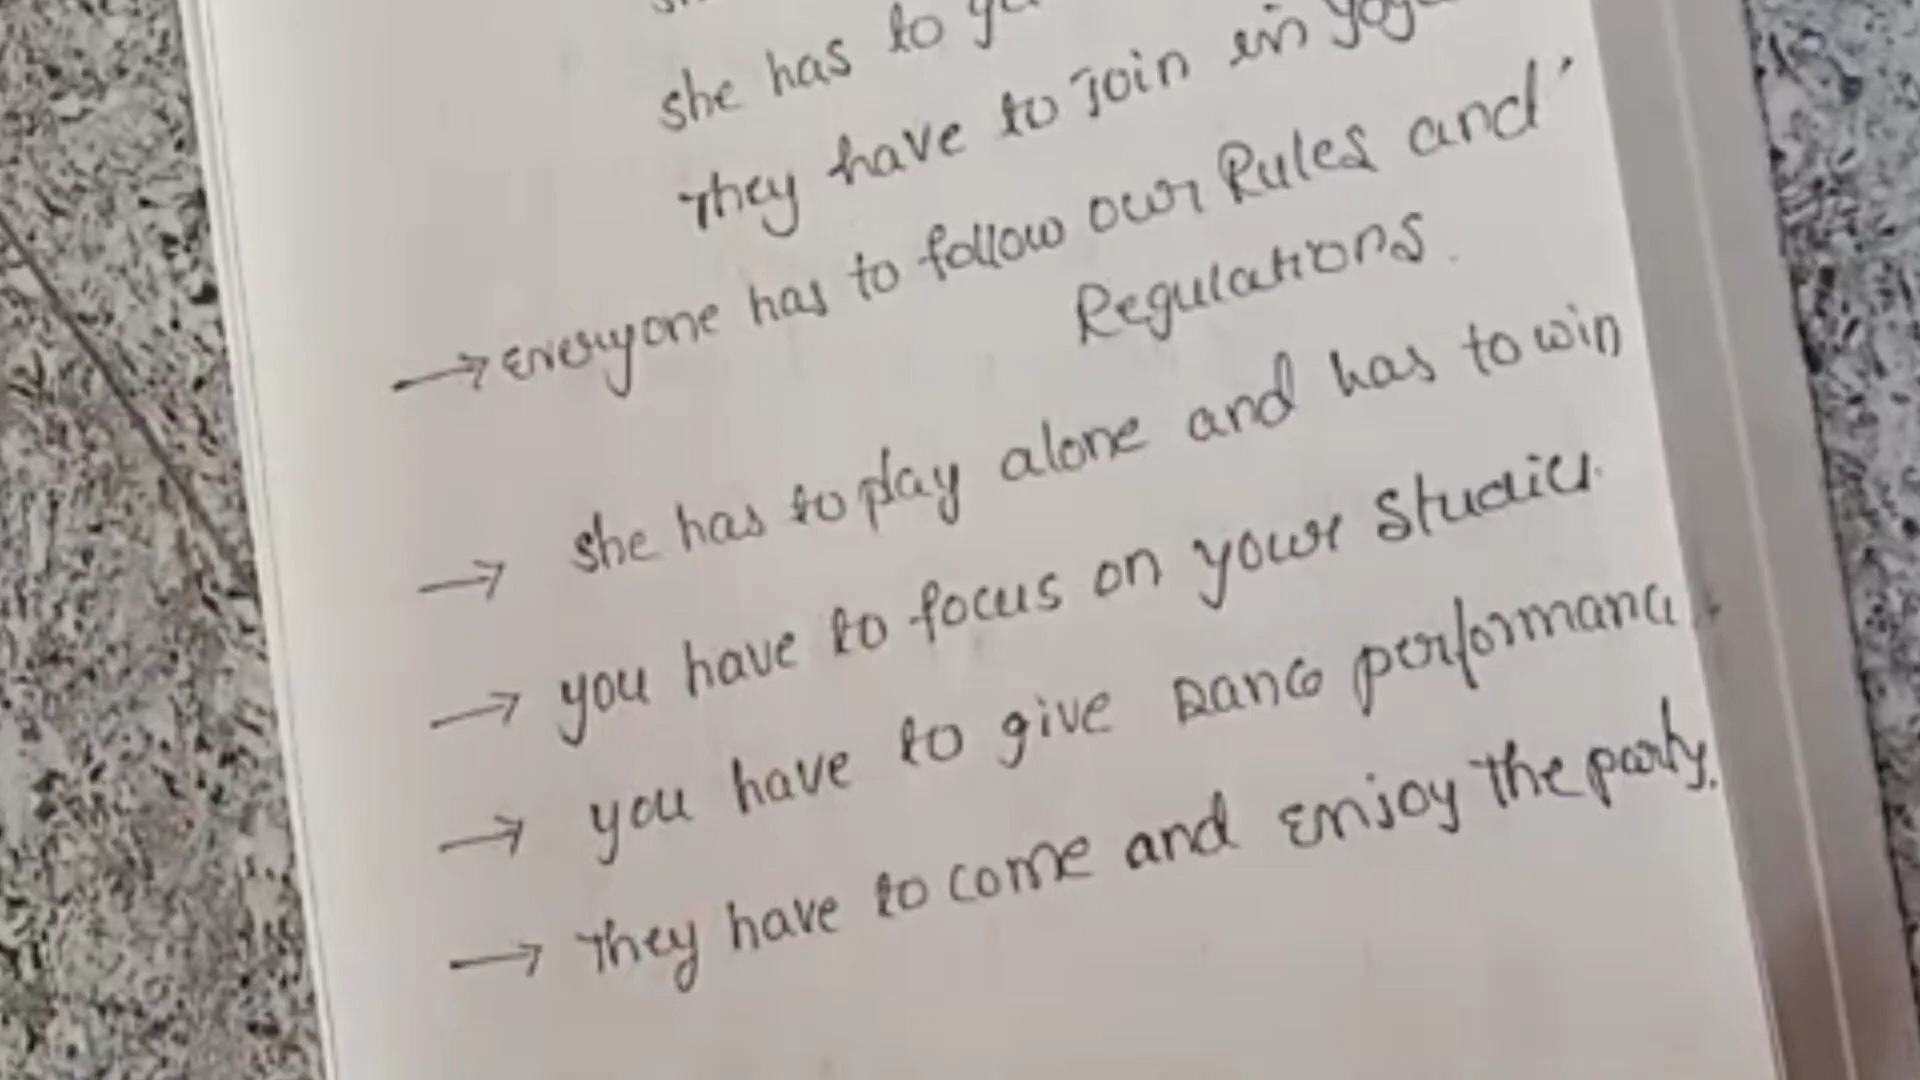 she has to
They have to Join in
→ Everyone has to follow our Rules and
Regulations.
→ she has to play alone and has to win
→ you have to focus on your studies.
→ you have to give Dance performance
→ They have to come and Enjoy the party.